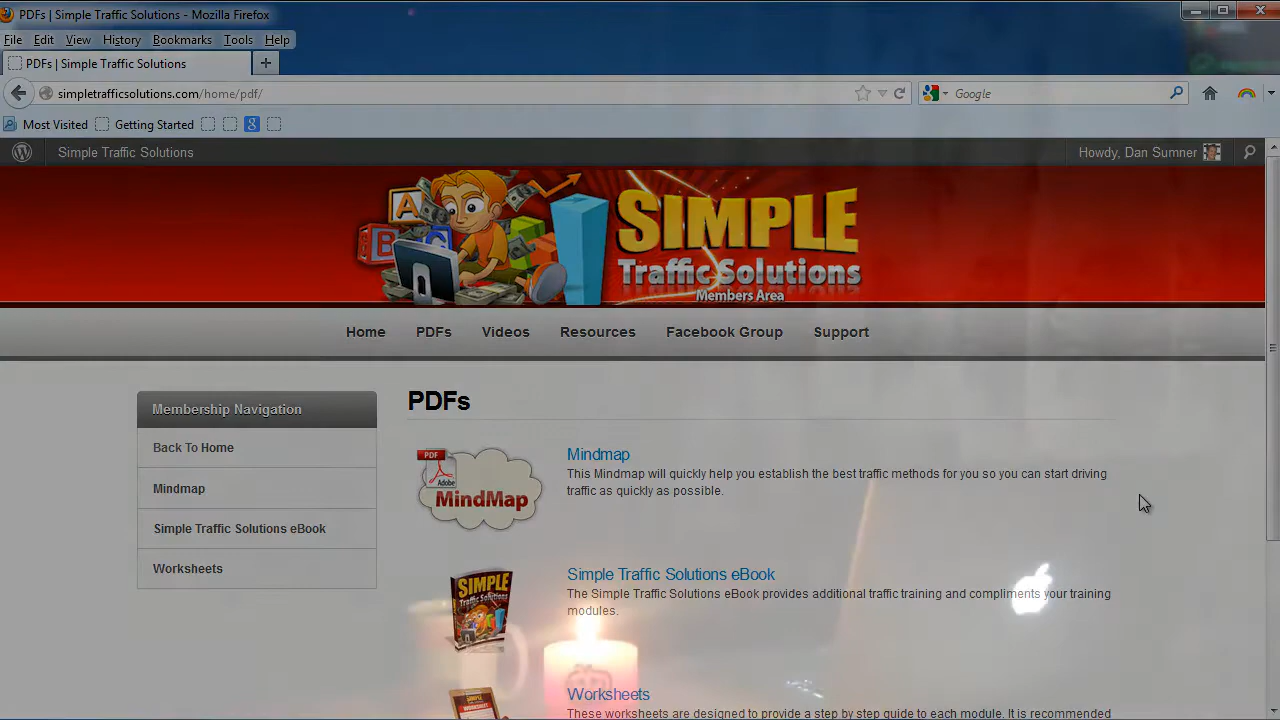 PDFs | Simple Traffic Solutions - Mozilla Firefox
File Edit View History Bookmarks Tools Help
PDFs | Simple Traffic Solutions
simpletrafficsolutions.com/home/pdf/
Google
Most Visited Getting Started
Simple Traffic Solutions
Howdy, Dan Sumner
A
B
C
SIMPLE
Traffic Solutions
Members Area
Home PDFs Videos Resources Facebook Group Support
Membership Navigation
Back To Home
Mindmap
Simple Traffic Solutions eBook
Worksheets
PDFs
PDF
Adobe
MindMap
Mindmap
This Mindmap will quickly help you establish the best traffic methods for you so you can start driving
traffic as quickly as possible.
SIMPLE
Traffic Solutions
Simple Traffic Solutions eBook
The Simple Traffic Solutions eBook provides additional traffic training and compliments your training
modules.
SIMPLE
WORKSHEET
Worksheets
These worksheets are designed to provide a step by step guide to each module. It is recommended